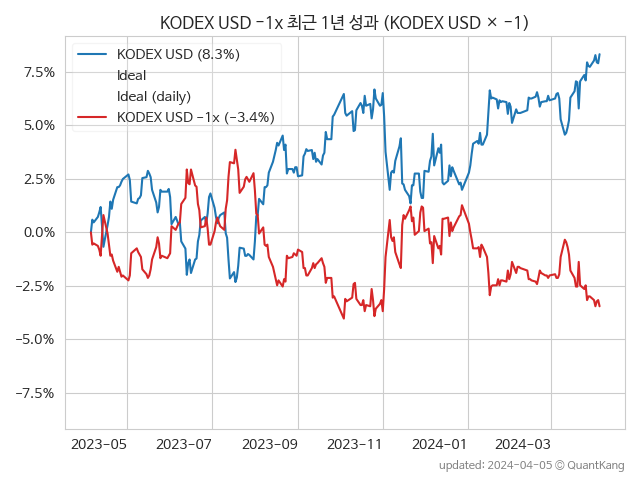 KODEX USD −1x 최근 1년 성과 (KODEX USD × −1)
KODEX USD (8.3%)
Ideal
Ideal (daily)
KODEX USD −1x (−3.4%)
7.5%
5.0%
2.5%
0.0%
−2.5%
−5.0%
−7.5%
2023-05 2023-07 2023-09 2023-11 2024-01 2024-03
updated: 2024-04-05 © QuantKang